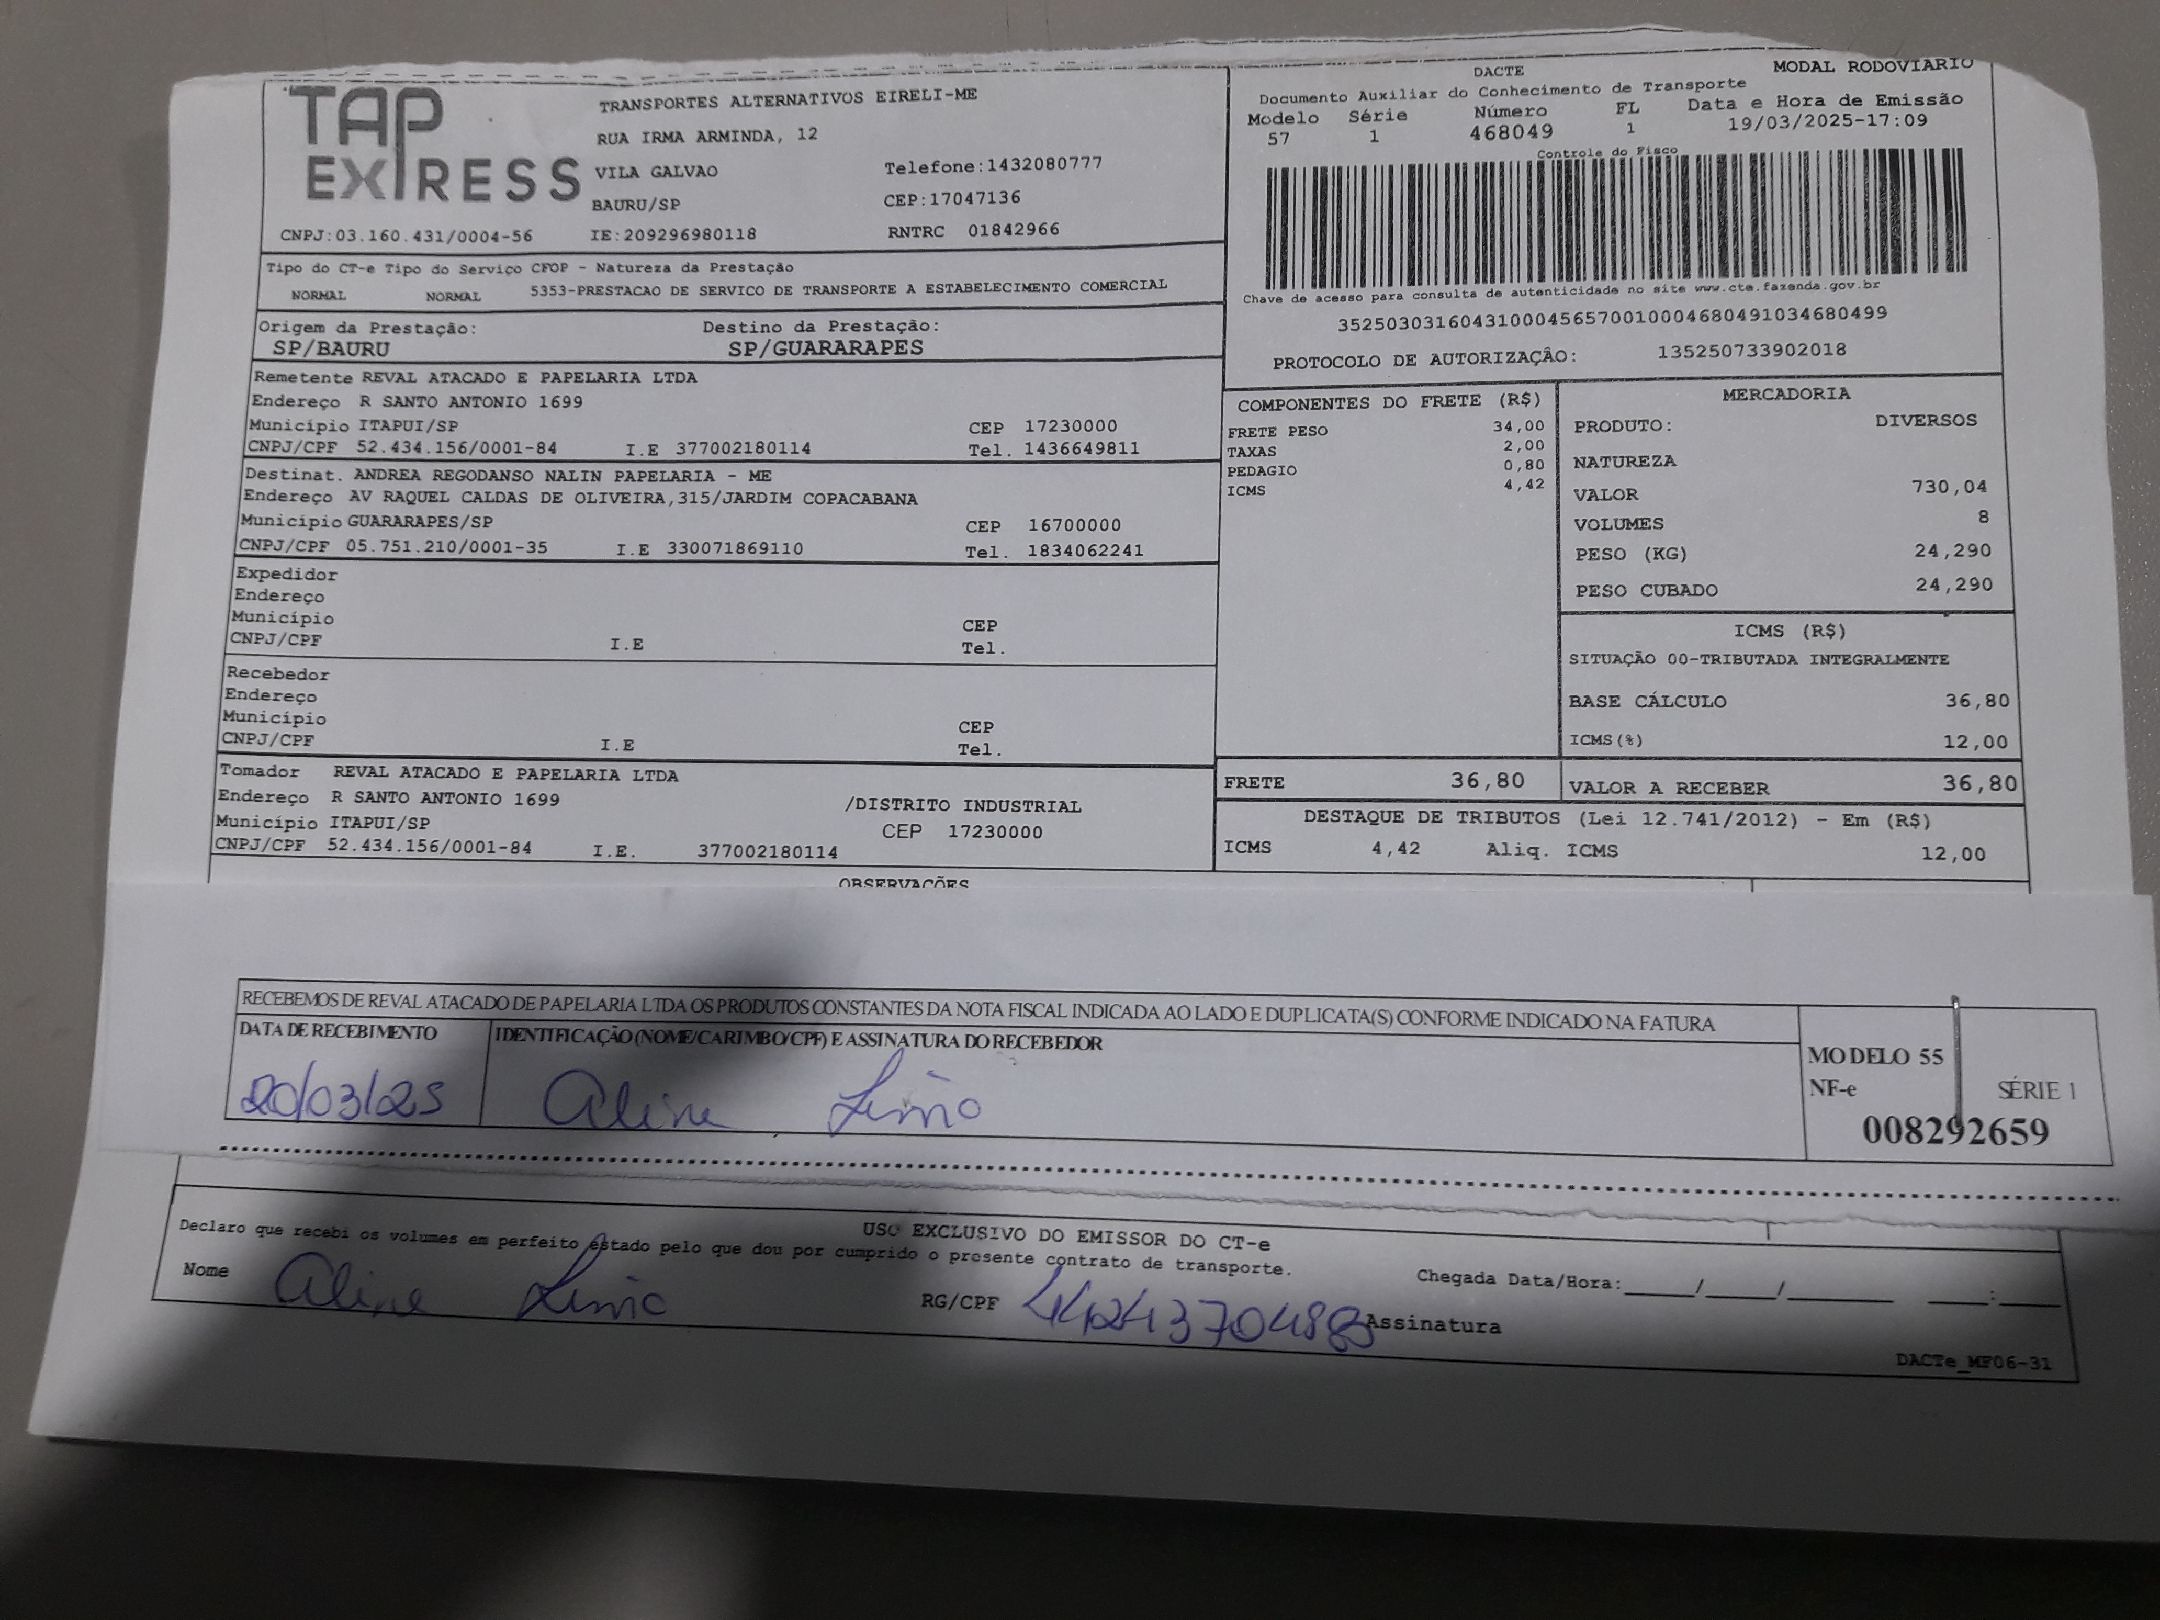 TAP
EXPRESS
TRANSPORTES ALTERNATIVOS EIRELI-ME
RUA IRMA ARMINDA, 12
VILA GALVAO Telefone:1432080777
BAURU/SP CEP:17047136
CNPJ:03.160.431/0004-56 IE:209296980118 RNTRC 01842966
DACTE MODAL RODOVIARIO
Documento Auxiliar do Conhecimento de Transporte
Modelo Série Número FL Data e Hora de Emissão
57 1 468049 1 19/03/2025-17:09
Controle do Fisco
Chave de acesso para consulta de autenticidade no site www.cte.fazenda.gov.br
35250303160431000456570010004680491034680499
PROTOCOLO DE AUTORIZAÇÃO: 135250733902018
Tipo do CT-e Tipo do Serviço CFOP - Natureza da Prestação
NORMAL NORMAL 5353-PRESTACAO DE SERVICO DE TRANSPORTE A ESTABELECIMENTO COMERCIAL
Origem da Prestação: Destino da Prestação:
SP/BAURU SP/GUARARAPES
Remetente REVAL ATACADO E PAPELARIA LTDA
Endereço R SANTO ANTONIO 1699
Município ITAPUI/SP CEP 17230000
CNPJ/CPF 52.434.156/0001-84 I.E 377002180114 Tel. 1436649811
Destinat. ANDREA REGODANSO NALIN PAPELARIA - ME
Endereço AV RAQUEL CALDAS DE OLIVEIRA,315/JARDIM COPACABANA
Município GUARARAPES/SP CEP 16700000
CNPJ/CPF 05.751.210/0001-35 I.E 330071869110 Tel. 1834062241
Expedidor
Endereço
Município CEP
CNPJ/CPF I.E Tel.
Recebedor
Endereço
Município CEP
CNPJ/CPF I.E Tel.
Tomador REVAL ATACADO E PAPELARIA LTDA
Endereço R SANTO ANTONIO 1699 /DISTRITO INDUSTRIAL
Município ITAPUI/SP CEP 17230000
CNPJ/CPF 52.434.156/0001-84 I.E. 377002180114
COMPONENTES DO FRETE (R$)
FRETE PESO 34,00
TAXAS 2,00
PEDAGIO 0,80
ICMS 4,42
MERCADORIA
PRODUTO: DIVERSOS
NATUREZA
VALOR 730,04
VOLUMES 8
PESO (KG) 24,290
PESO CUBADO 24,290
ICMS (R$)
SITUAÇÃO 00-TRIBUTADA INTEGRALMENTE
BASE CÁLCULO 36,80
ICMS(%) 12,00
FRETE 36,80 VALOR A RECEBER 36,80
DESTAQUE DE TRIBUTOS (Lei 12.741/2012) - Em (R$)
ICMS 4,42 Aliq. ICMS 12,00
OBSERVAÇÕES
RECEBEMOS DE REVAL ATACADO DE PAPELARIA LTDA OS PRODUTOS CONSTANTES DA NOTA FISCAL INDICADA AO LADO E DUPLICATA(S) CONFORME INDICADO NA FATURA
DATA DE RECEBIMENTO IDENTIFICAÇÃO (NOME/CARIMBO/CPF) E ASSINATURA DO RECEBEDOR
20/03/25 Aline
MODELO 55
NF-e SÉRIE 1
008292659
USO EXCLUSIVO DO EMISSOR DO CT-e
Declaro que recebi os volumes em perfeito estado pelo que dou por cumprido o presente contrato de transporte.
Nome Aline RG/CPF Assinatura
Chegada Data/Hora:_____/_____/_______ ____:____
DACTe_MF06-31